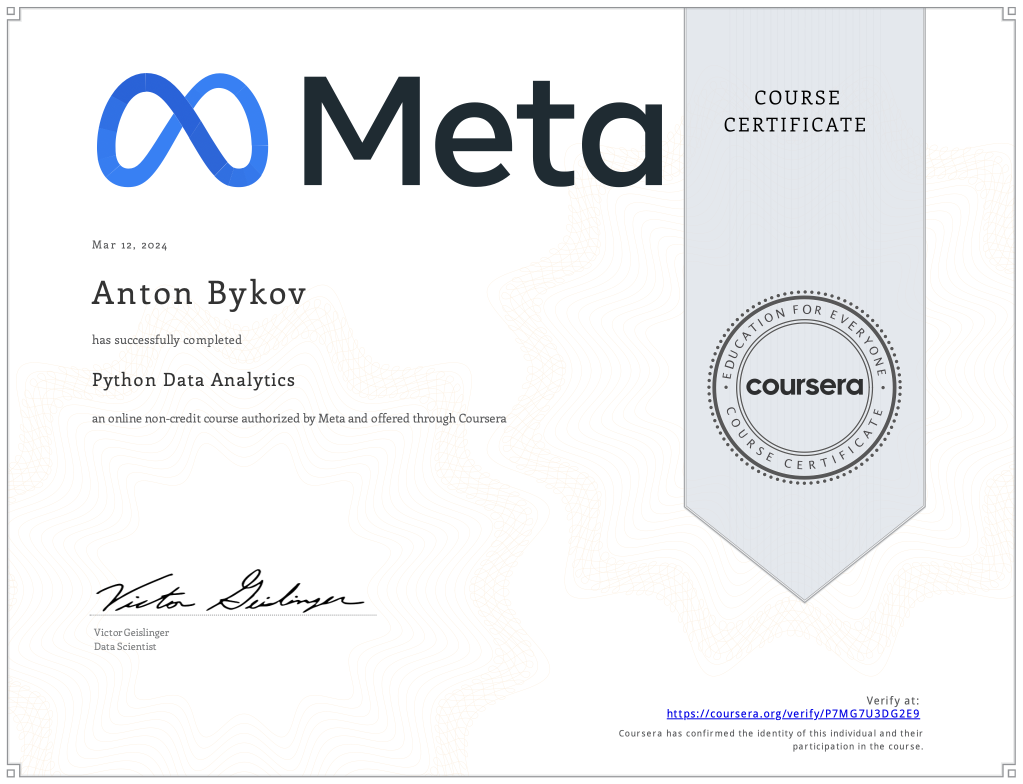 Meta
COURSE
CERTIFICATE
Mar 12, 2024
Anton Bykov
has successfully completed
Python Data Analytics
an online non-credit course authorized by Meta and offered through Coursera
EDUCATION FOR EVERYONE
coursera
COURSE CERTIFICATE
Victor Geislinger
Victor Geislinger
Data Scientist
Verify at:
https://coursera.org/verify/P7MG7U3DG2E9
Coursera has confirmed the identity of this individual and their
participation in the course.